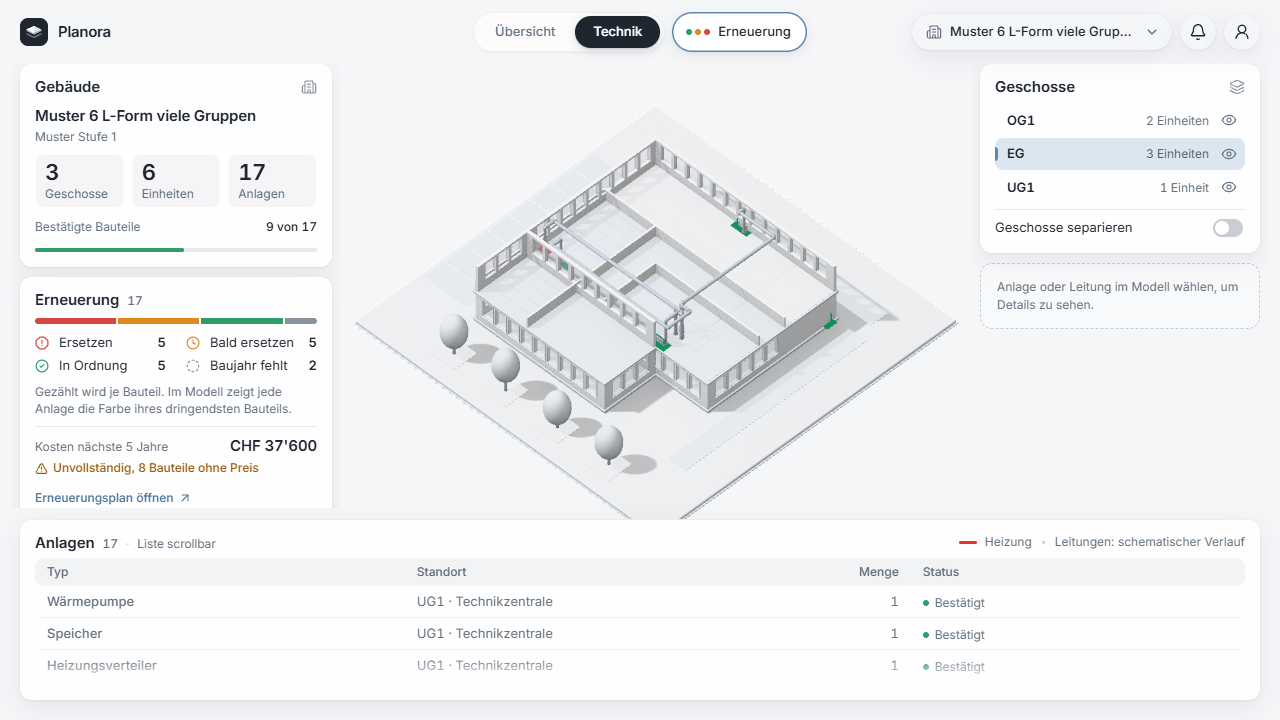 Planora
Übersicht
Technik
Erneuerung
Muster 6 L-Form viele Grup...
Gebäude
Muster 6 L-Form viele Gruppen
Muster Stufe 1
3
Geschosse
6
Einheiten
17
Anlagen
Bestätigte Bauteile
9 von 17
Erneuerung 17
Ersetzen 5
Bald ersetzen 5
In Ordnung 5
Baujahr fehlt 2
Gezählt wird je Bauteil. Im Modell zeigt jede
Anlage die Farbe ihres dringendsten Bauteils.
Kosten nächste 5 Jahre CHF 37'600
Unvollständig, 8 Bauteile ohne Preis
Erneuerungsplan öffnen
Geschosse
OG1 2 Einheiten
EG 3 Einheiten
UG1 1 Einheit
Geschosse separieren
Anlage oder Leitung im Modell wählen, um
Details zu sehen.
Anlagen 17 · Liste scrollbar
Heizung · Leitungen: schematischer Verlauf
Typ Standort Menge Status
Wärmepumpe UG1 · Technikzentrale 1 Bestätigt
Speicher UG1 · Technikzentrale 1 Bestätigt
Heizungsverteiler UG1 · Technikzentrale 1 Bestätigt